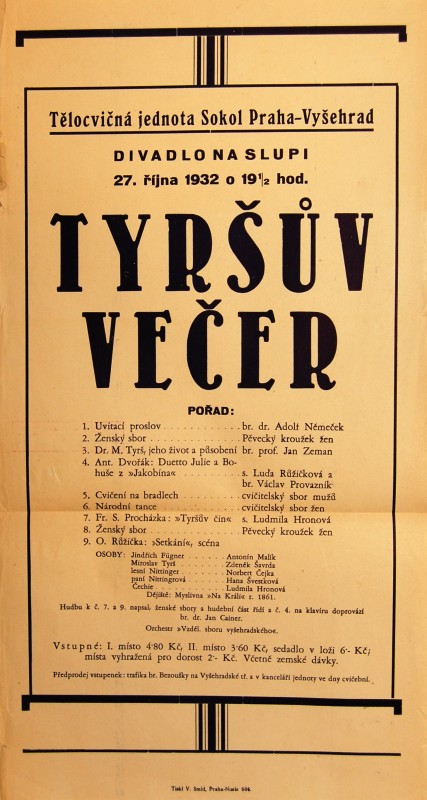 Tělocvičná jednota Sokol Praha-Vyšehrad
DIVADLO NA SLUPI
27. října 1932 o 19½ hod.
TYRŠŮV
VEČER
POŘAD:
1. Uvítací proslov . . . . . . . . . . . . br. dr. Adolf Němeček
2. Ženský sbor . . . . . . . . . . . . Pěvecký kroužek žen
3. Dr. M. Tyrš, jeho život a působení br. prof. Jan Zeman
4. Ant. Dvořák: Duetto Julie a Bo-
huše z »Jakobína« . . . . . . . . s. Luďa Růžičková a
br. Václav Provazník
5. Cvičení na bradlech . . . . . . . . cvičitelský sbor mužů
6. Národní tance . . . . . . . . . . . cvičitelský sbor žen
7. Fr. S. Procházka: »Tyršův čin« s. Ludmila Hronová
8. Ženský sbor . . . . . . . . . . . . Pěvecký kroužek žen
9. O. Růžička: »Setkání«, scéna
OSOBY: Jindřich Fügner . . . . . . Antonín Malík
Miroslav Tyrš . . . . . . Zdeněk Šavrda
lesní Nittinger . . . . . . Norbert Čejka
paní Nittingrová . . . . . . Hana Švestková
Čechie . . . . . . Ludmila Hronová
Dějiště: Myslivna »Na Králi« r. 1861.
Hudbu k č. 7. a 9. napsal, ženské sbory a hudební část řídí a č. 4. na klavíru doprovází
br. dr. Jan Cainer.
Orchestr »Vzděl. sboru vyšehradského«.
Vstupné: I. místo 4·80 Kč, II. místo 3·60 Kč, sedadlo v loži 6·- Kč;
místa vyhražená pro dorost 2·- Kč. Včetně zemské dávky.
Předprodej vstupenek: trafika br. Bezoušky na Vyšehradské tř. a v kanceláři jednoty ve dny cvičební.
Tiskl V. Šmíd, Praha-Nusle 604.